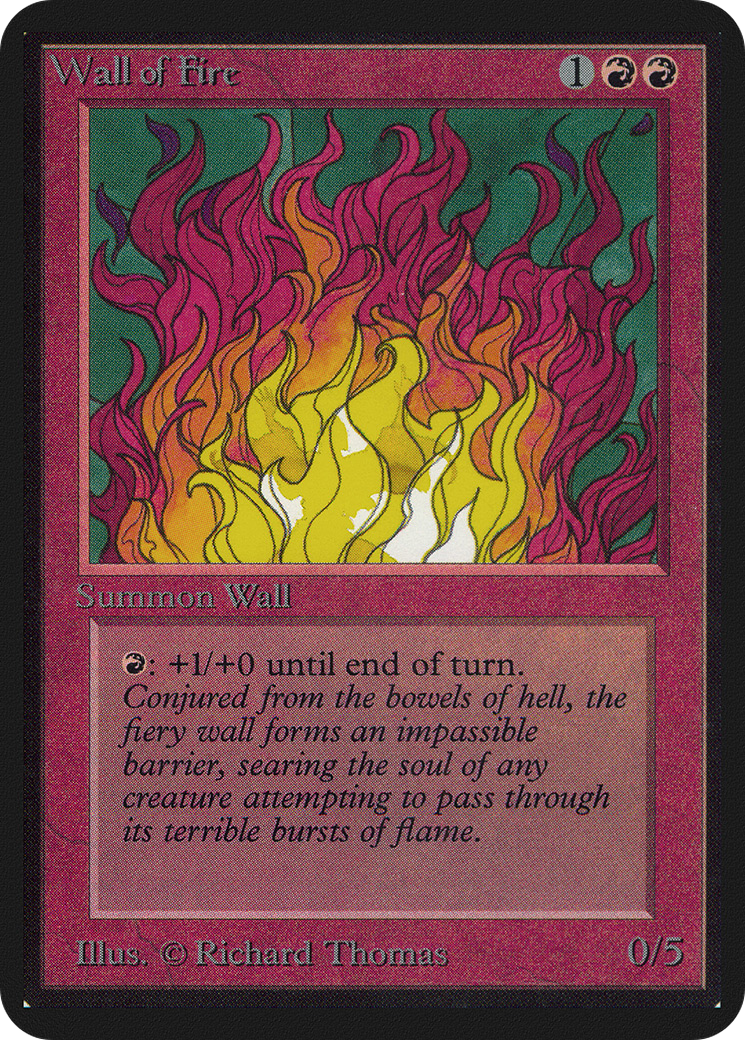 Wall of Fire 1
Summon Wall
: +1/+0 until end of turn.
Conjured from the bowels of hell, the
fiery wall forms an impassible
barrier, searing the soul of any
creature attempting to pass through
its terrible bursts of flame.
Illus. © Richard Thomas 0/5